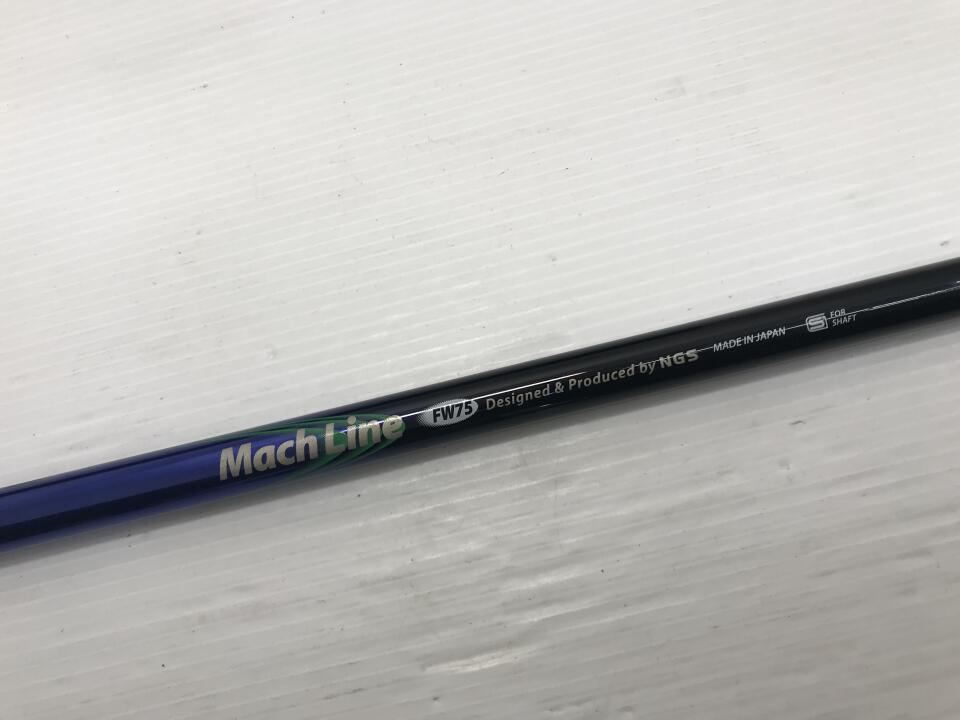 Mach Line FW75 Designed & Produced by NGS MADE IN JAPAN S FOR
SHAFT